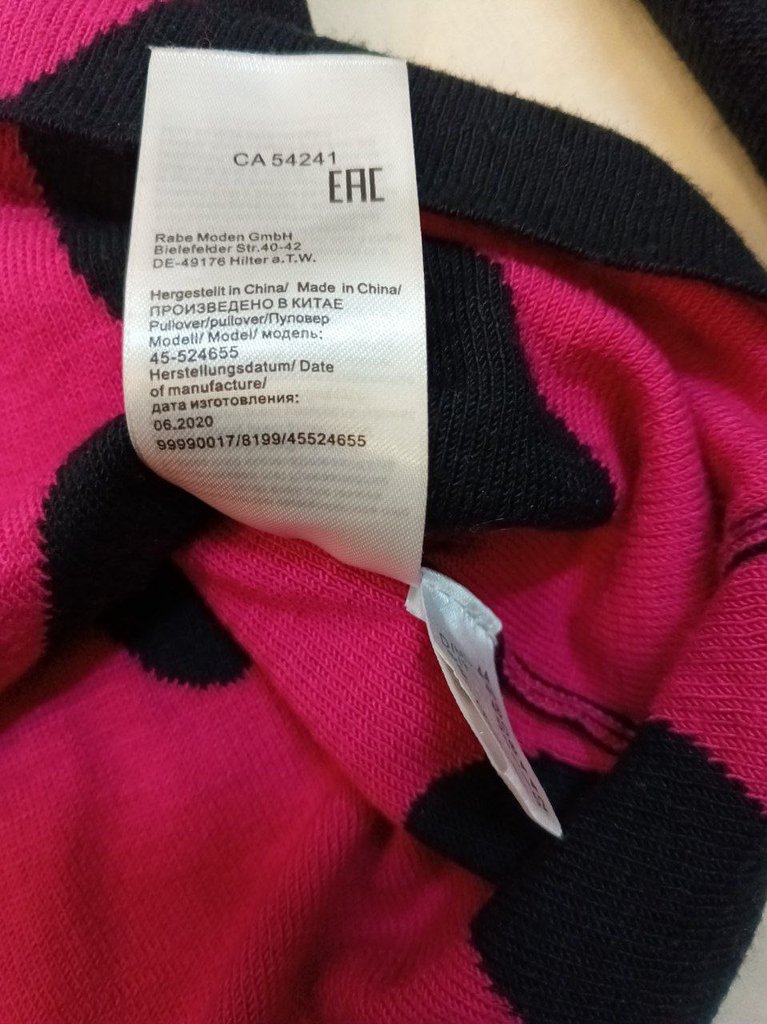 CA 54241
EAC
Rabe Moden GmbH
Bielefelder Str.40-42
DE-49176 Hilter a.T.W.
Hergestellt in China/ Made in China/
ПРОИЗВЕДЕНО В КИТАЕ
Pullover/pullover/Пуловер
Modell/ Model/ модель:
45-524655
Herstellungsdatum/ Date
of manufacture/
дата изготовления:
06.2020
99990017/8199/45524655